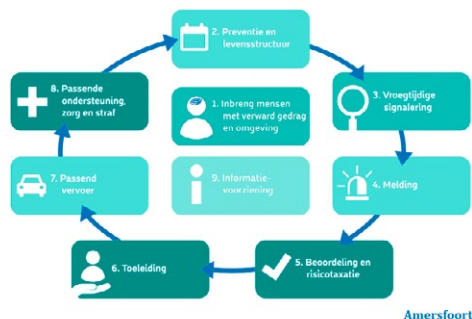 2. Preventie en
levensstructuur
8. Passende
ondersteuning,
zorg en straf
1. Inbreng mensen
met verward gedrag
en omgeving
3. Vroegtijdige
signalering
7. Passend
vervoer
9. Informatie-
voorziening
4. Melding
6. Toeleiding
5. Beoordeling en
risicotaxatie
Amersfoort